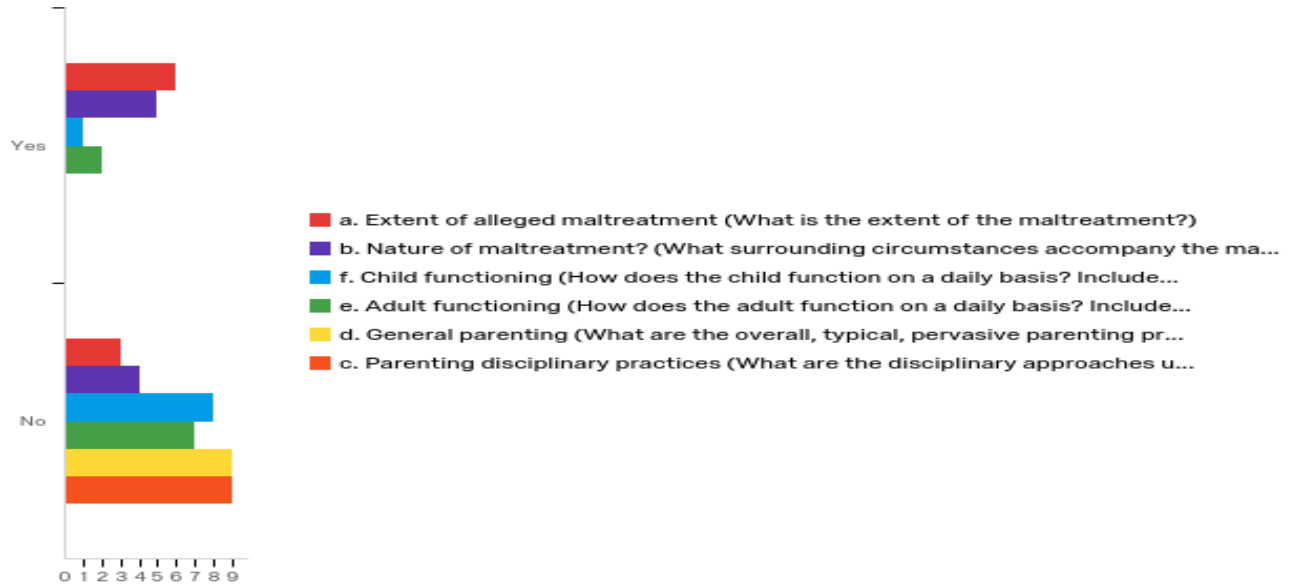 Yes
No
0 1 2 3 4 5 6 7 8 9
a. Extent of alleged maltreatment (What is the extent of the maltreatment?)
b. Nature of maltreatment? (What surrounding circumstances accompany the ma...
f. Child functioning (How does the child function on a daily basis? Include...
e. Adult functioning (How does the adult function on a daily basis? Include...
d. General parenting (What are the overall, typical, pervasive parenting pr...
c. Parenting disciplinary practices (What are the disciplinary approaches u...